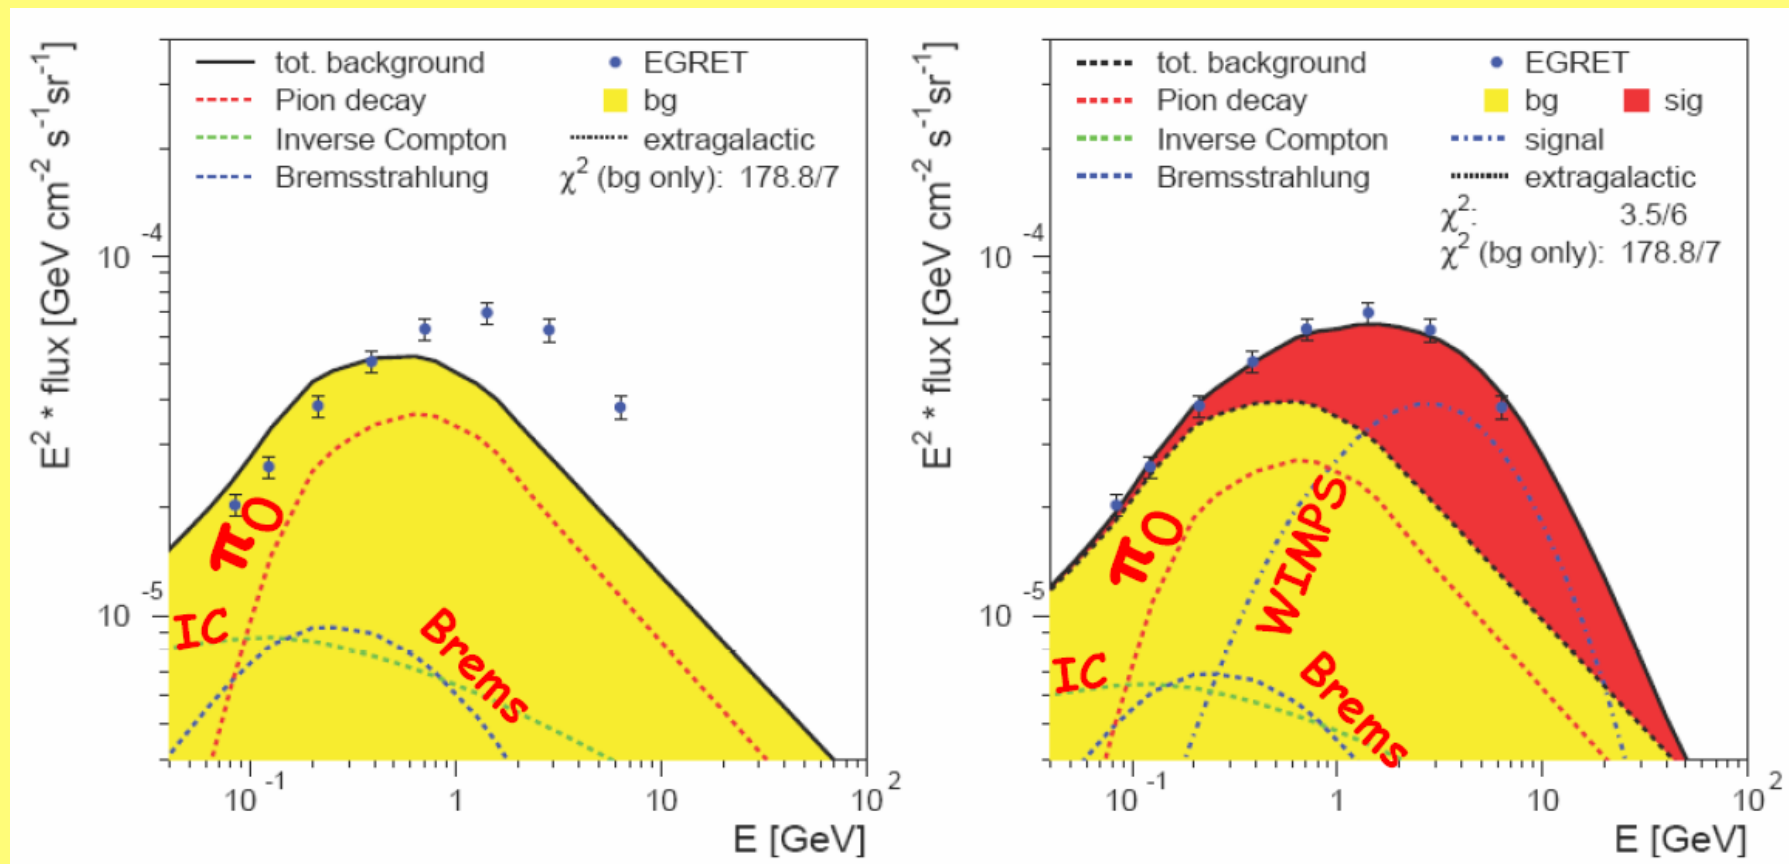 E² * flux [GeV cm⁻² s⁻¹sr⁻¹]
tot. background
EGRET
Pion decay
bg
Inverse Compton
extragalactic
Bremsstrahlung
χ² (bg only): 178.8/7
10⁻⁴
10⁻⁵
π0
IC
Brems
10⁻¹
1
10
10²
E [GeV]
E² * flux [GeV cm⁻² s⁻¹sr⁻¹]
tot. background
EGRET
Pion decay
bg
sig
Inverse Compton
signal
Bremsstrahlung
extragalactic
χ²: 3.5/6
χ² (bg only): 178.8/7
10⁻⁴
10⁻⁵
π0
WIMPS
IC
Brems
10⁻¹
1
10
10²
E [GeV]